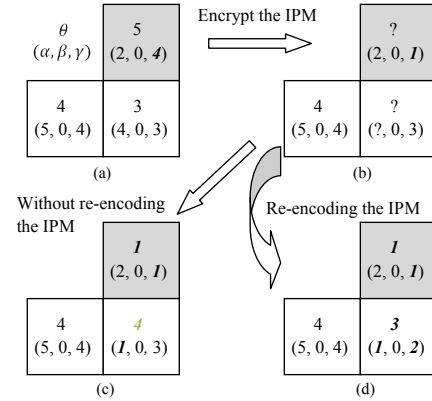 θ
(α, β, γ)
5
(2, 0, 4)
4
(5, 0, 4)
3
(4, 0, 3)
(a)
Encrypt the IPM
?
(2, 0, 1)
4
(5, 0, 4)
?
(?, 0, 3)
(b)
Without re-encoding
the IPM
Re-encoding the IPM
1
(2, 0, 1)
4
(5, 0, 4)
4
(1, 0, 3)
(c)
1
(2, 0, 1)
4
(5, 0, 4)
3
(1, 0, 2)
(d)